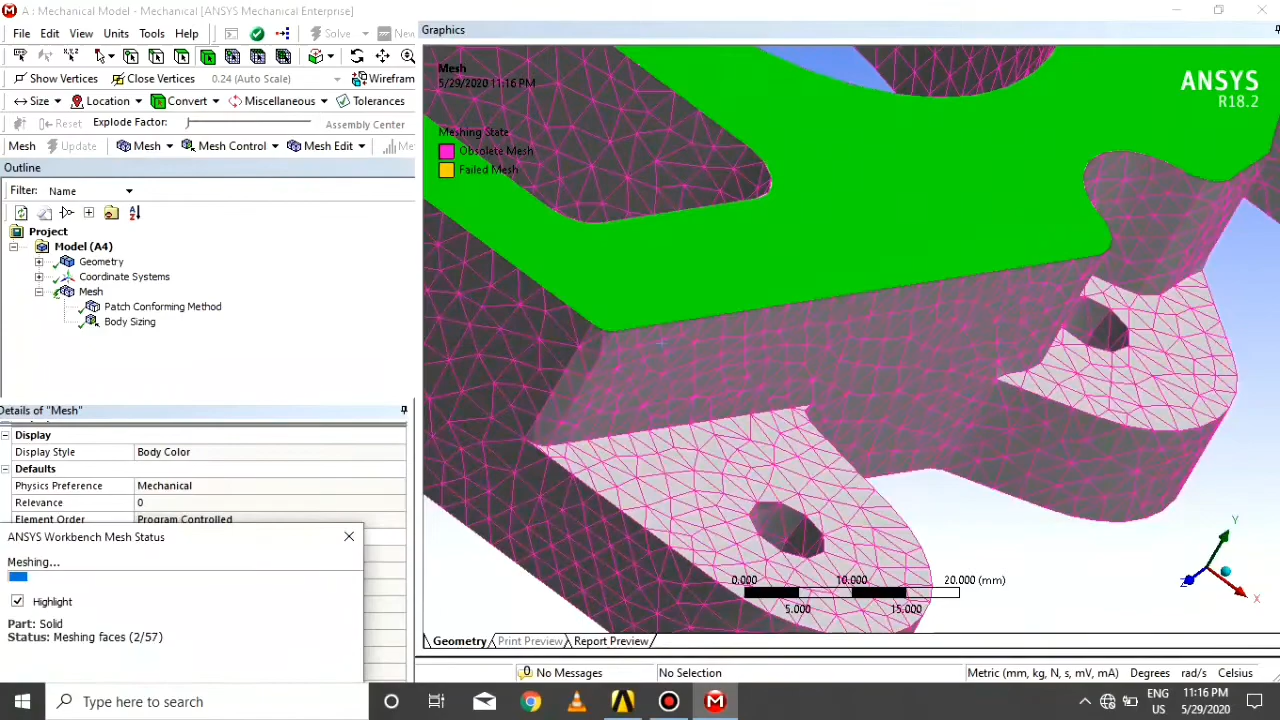 A : Mechanical Model - Mechanical [ANSYS Mechanical Enterprise]
File Edit View Units Tools Help Solve New
Show Vertices Close Vertices 0.24 (Auto Scale) Wirefram
Size Location Convert Miscellaneous Tolerances
Reset Explode Factor: Assembly Center
Mesh Update Mesh Mesh Control Mesh Edit Me
Outline
Filter: Name
Project
Model (A4)
Geometry
Coordinate Systems
Mesh
Patch Conforming Method
Body Sizing
Details of "Mesh"
Display
Display Style Body Color
Defaults
Physics Preference Mechanical
Relevance 0
Element Order Program Controlled
ANSYS Workbench Mesh Status
Meshing...
Highlight
Part: Solid
Status: Meshing faces (2/57)
Graphics
Mesh
5/29/2020 11:16 PM
Meshing State
Obsolete Mesh
Failed Mesh
ANSYS
R18.2
0.000 10.000 20.000 (mm)
5.000 15.000
Y
Z
X
Geometry Print Preview Report Preview
0 No Messages No Selection Metric (mm, kg, N, s, mV, mA) Degrees rad/s Celsius
Type here to search
ENG
US
11:16 PM
5/29/2020